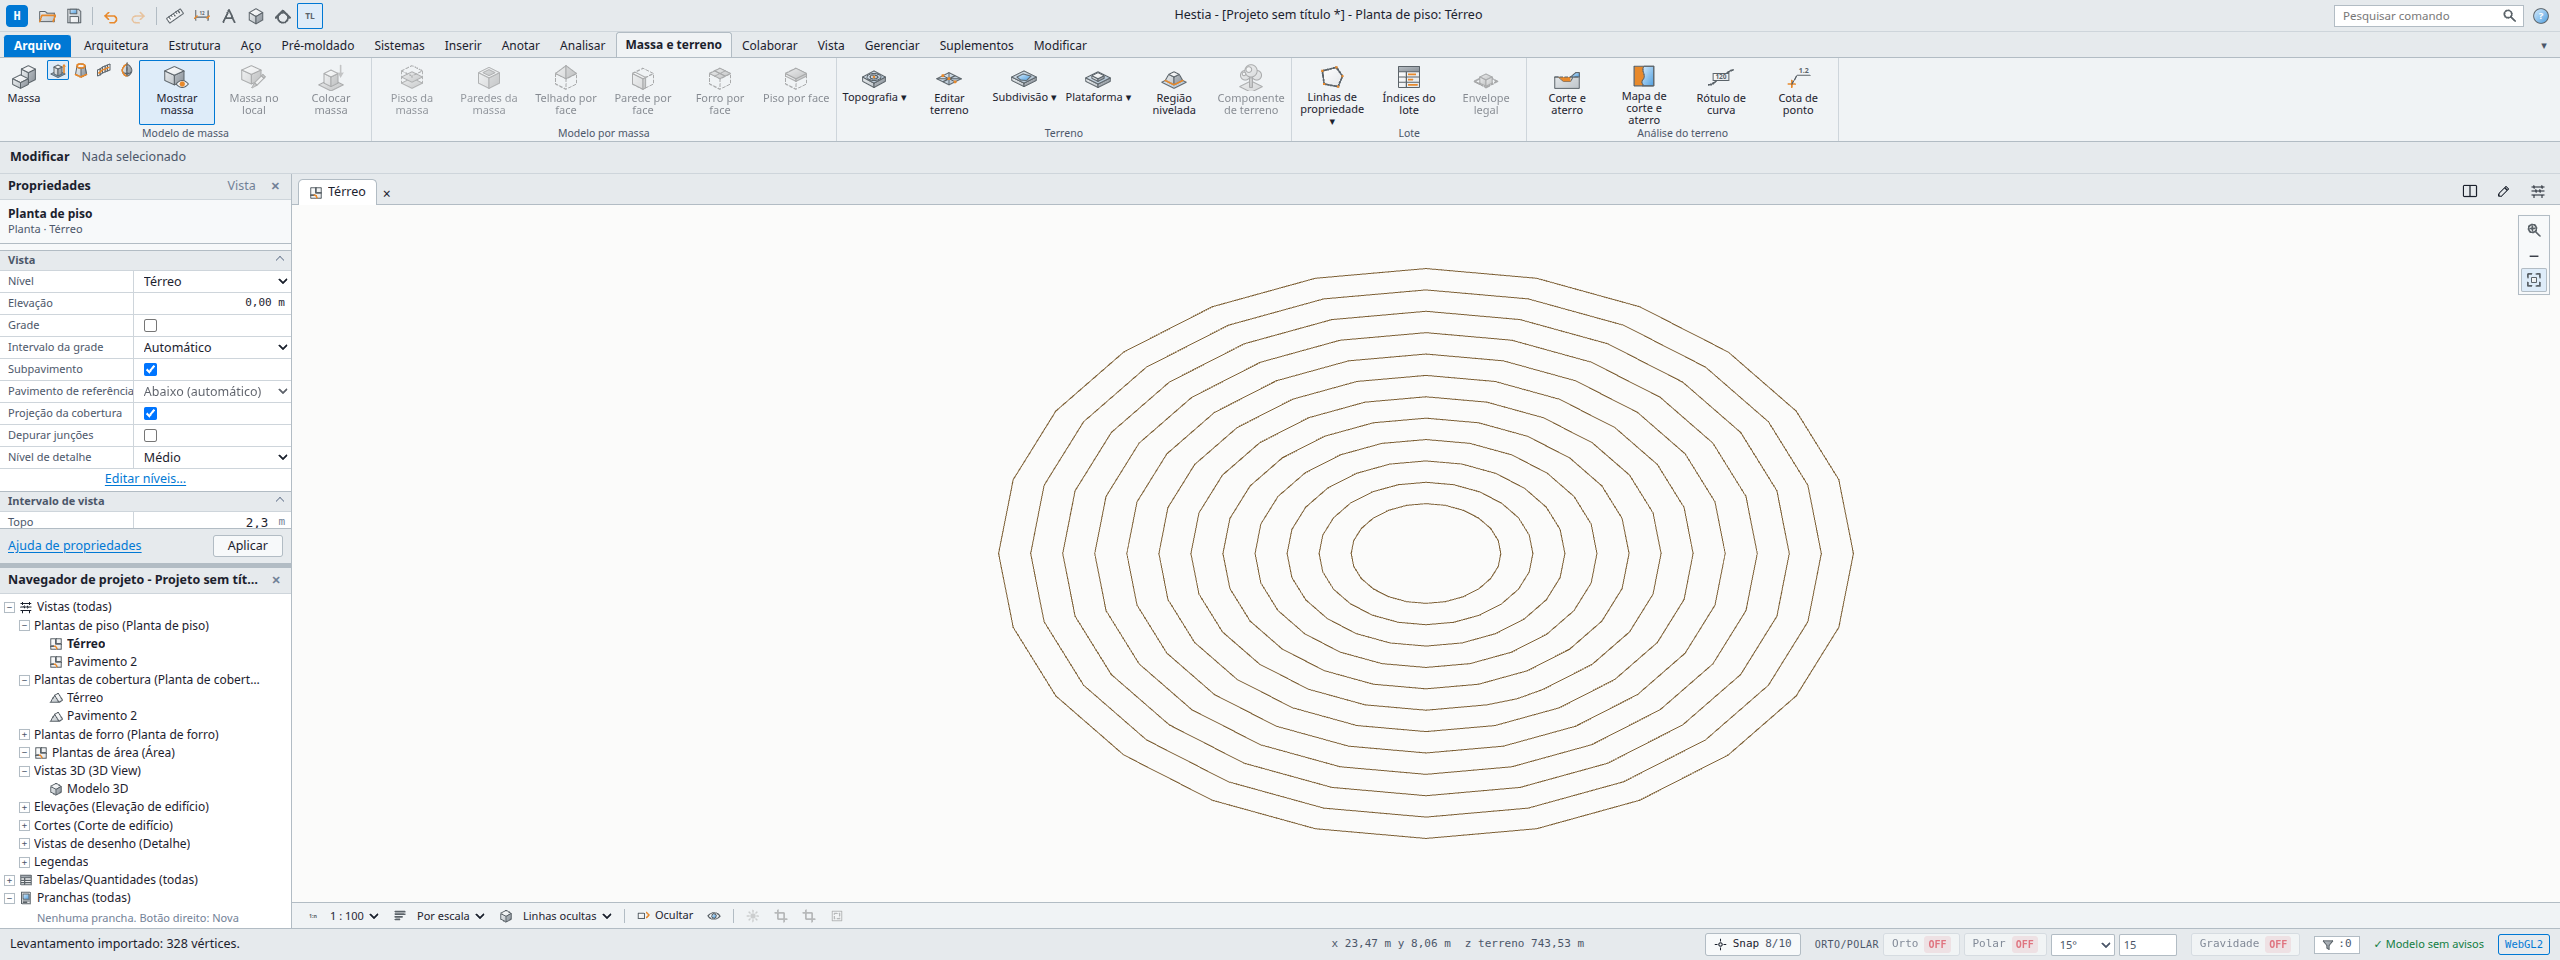 H
TL
Hestia - [Projeto sem título *] - Planta de piso: Térreo
Pesquisar comando
?
Arquivo Arquitetura Estrutura Aço Pré-moldado Sistemas Inserir Anotar Analisar Massa e terreno Colaborar Vista Gerenciar Suplementos Modificar
Massa
Mostrar massa
Massa no local
Colocar massa
Modelo de massa
Pisos da massa
Paredes da massa
Telhado por face
Parede por face
Forro por face
Piso por face
Modelo por massa
Topografia ▾
Editar terreno
Subdivisão ▾
Plataforma ▾
Região nivelada
Componente de terreno
Terreno
Linhas de propriedade ▾
Índices do lote
Envelope legal
Lote
Corte e aterro
Mapa de corte e aterro
Rótulo de curva
Cota de ponto
Análise do terreno
Modificar Nada selecionado
Propriedades Vista ×
Planta de piso
Planta · Térreo
Vista
Nível Térreo
Elevação 0,00 m
Grade
Intervalo da grade Automático
Subpavimento
Pavimento de referência Abaixo (automático)
Projeção da cobertura
Depurar junções
Nível de detalhe Médio
Editar níveis...
Intervalo de vista
Topo 2,3 m
Ajuda de propriedades Aplicar
Navegador de projeto - Projeto sem tít... ×
Vistas (todas)
Plantas de piso (Planta de piso)
Térreo
Pavimento 2
Plantas de cobertura (Planta de cobert...
Térreo
Pavimento 2
Plantas de forro (Planta de forro)
Plantas de área (Área)
Vistas 3D (3D View)
Modelo 3D
Elevações (Elevação de edifício)
Cortes (Corte de edifício)
Vistas de desenho (Detalhe)
Legendas
Tabelas/Quantidades (todas)
Pranchas (todas)
Nenhuma prancha. Botão direito: Nova
Térreo ×
1 : 100 Por escala Linhas ocultas Ocultar
Levantamento importado: 328 vértices.
x 23,47 m y 8,06 m z terreno 743,53 m
Snap 8/10
ORTO/POLAR Orto OFF Polar OFF 15° 15
Gravidade OFF
:0
✓ Modelo sem avisos
WebGL2